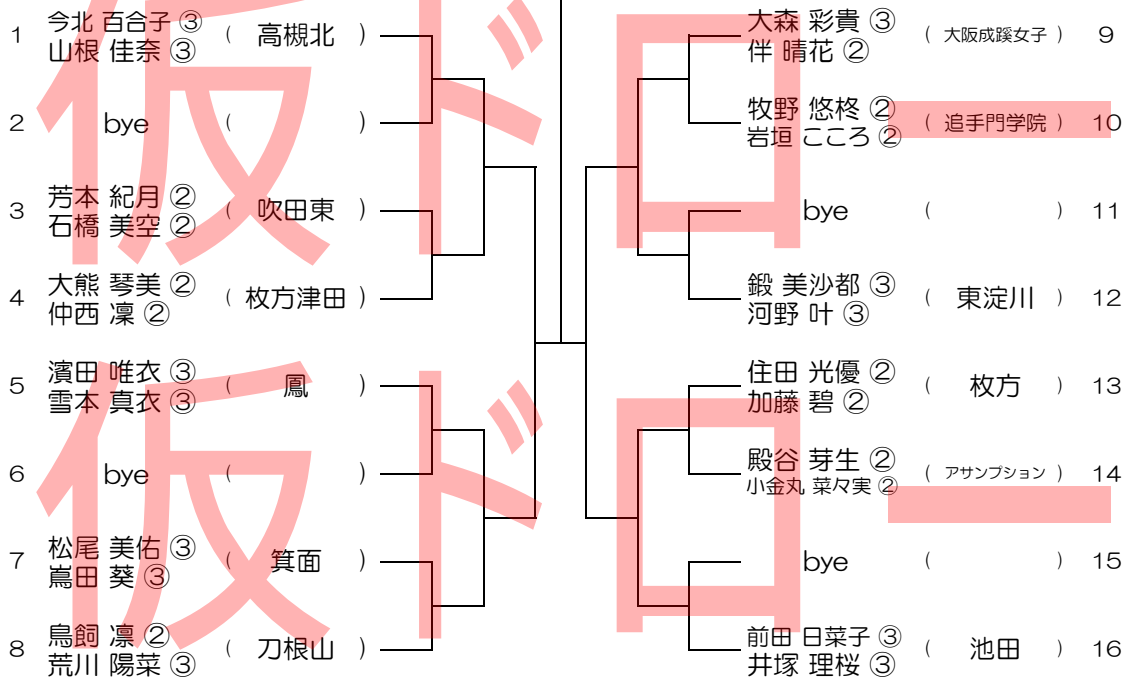 1 今北 百合子 ③
山根 佳奈 ③ ( 高槻北 )
2 bye ( )
3 芳本 紀月 ②
石橋 美空 ② ( 吹田東 )
4 大熊 琴美 ②
仲西 凜 ② ( 枚方津田 )
5 濱田 唯衣 ③
雪本 真衣 ③ ( 鳳 )
6 bye ( )
7 松尾 美佑 ③
嶌田 葵 ③ ( 箕面 )
8 鳥飼 凛 ②
荒川 陽菜 ③ ( 刀根山 )
大森 彩貴 ③
伴 晴花 ② ( 大阪成蹊女子 ) 9
牧野 悠柊 ②
岩垣 こころ ② ( 追手門学院 ) 10
bye ( ) 11
鍛 美沙都 ③
河野 叶 ③ ( 東淀川 ) 12
住田 光優 ②
加藤 碧 ② ( 枚方 ) 13
殿谷 芽生 ②
小金丸 菜々実 ② ( アサンプション ) 14
bye ( ) 15
前田 日菜子 ③
井塚 理桜 ③ ( 池田 ) 16
仮ドロー
仮ドロー